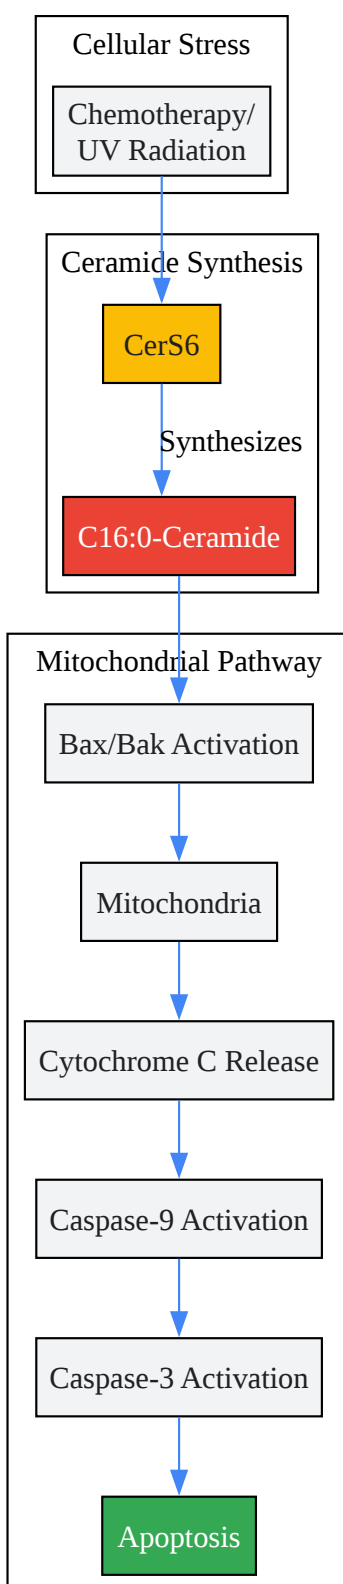 Cellular Stress
Chemotherapy/
UV Radiation
Ceramide Synthesis
CerS6
Synthesizes
C16:0-Ceramide
Mitochondrial Pathway
Bax/Bak Activation
Mitochondria
Cytochrome C Release
Caspase-9 Activation
Caspase-3 Activation
Apoptosis